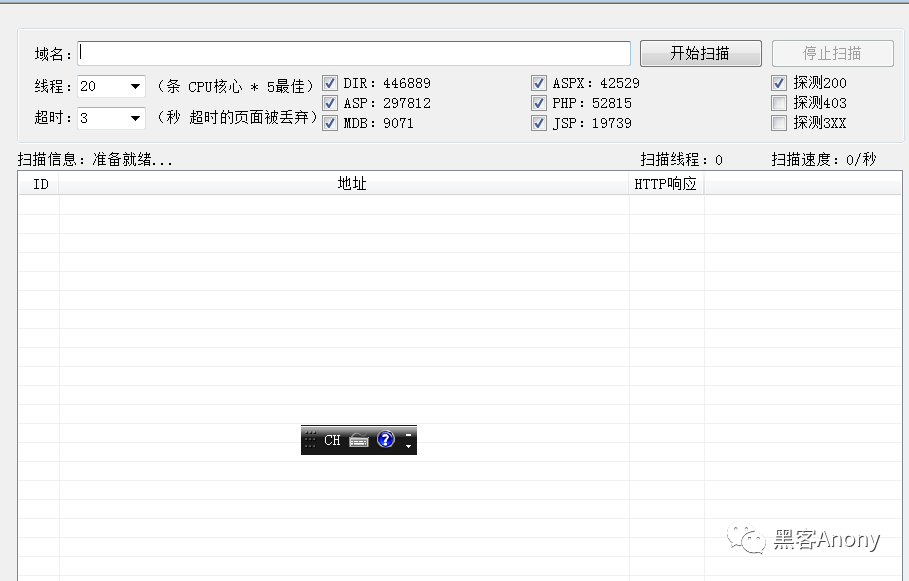 域名： 开始扫描 停止扫描
线程： 20 （条 CPU核心 * 5最佳） DIR：446889 ASPX：42529 探测200
ASP：297812 PHP：52815 探测403
超时： 3 （秒 超时的页面被丢弃） MDB：9071 JSP：19739 探测3XX
扫描信息：准备就绪... 扫描线程：0 扫描速度：0/秒
ID 地址 HTTP响应
CH ?
黑客Anony